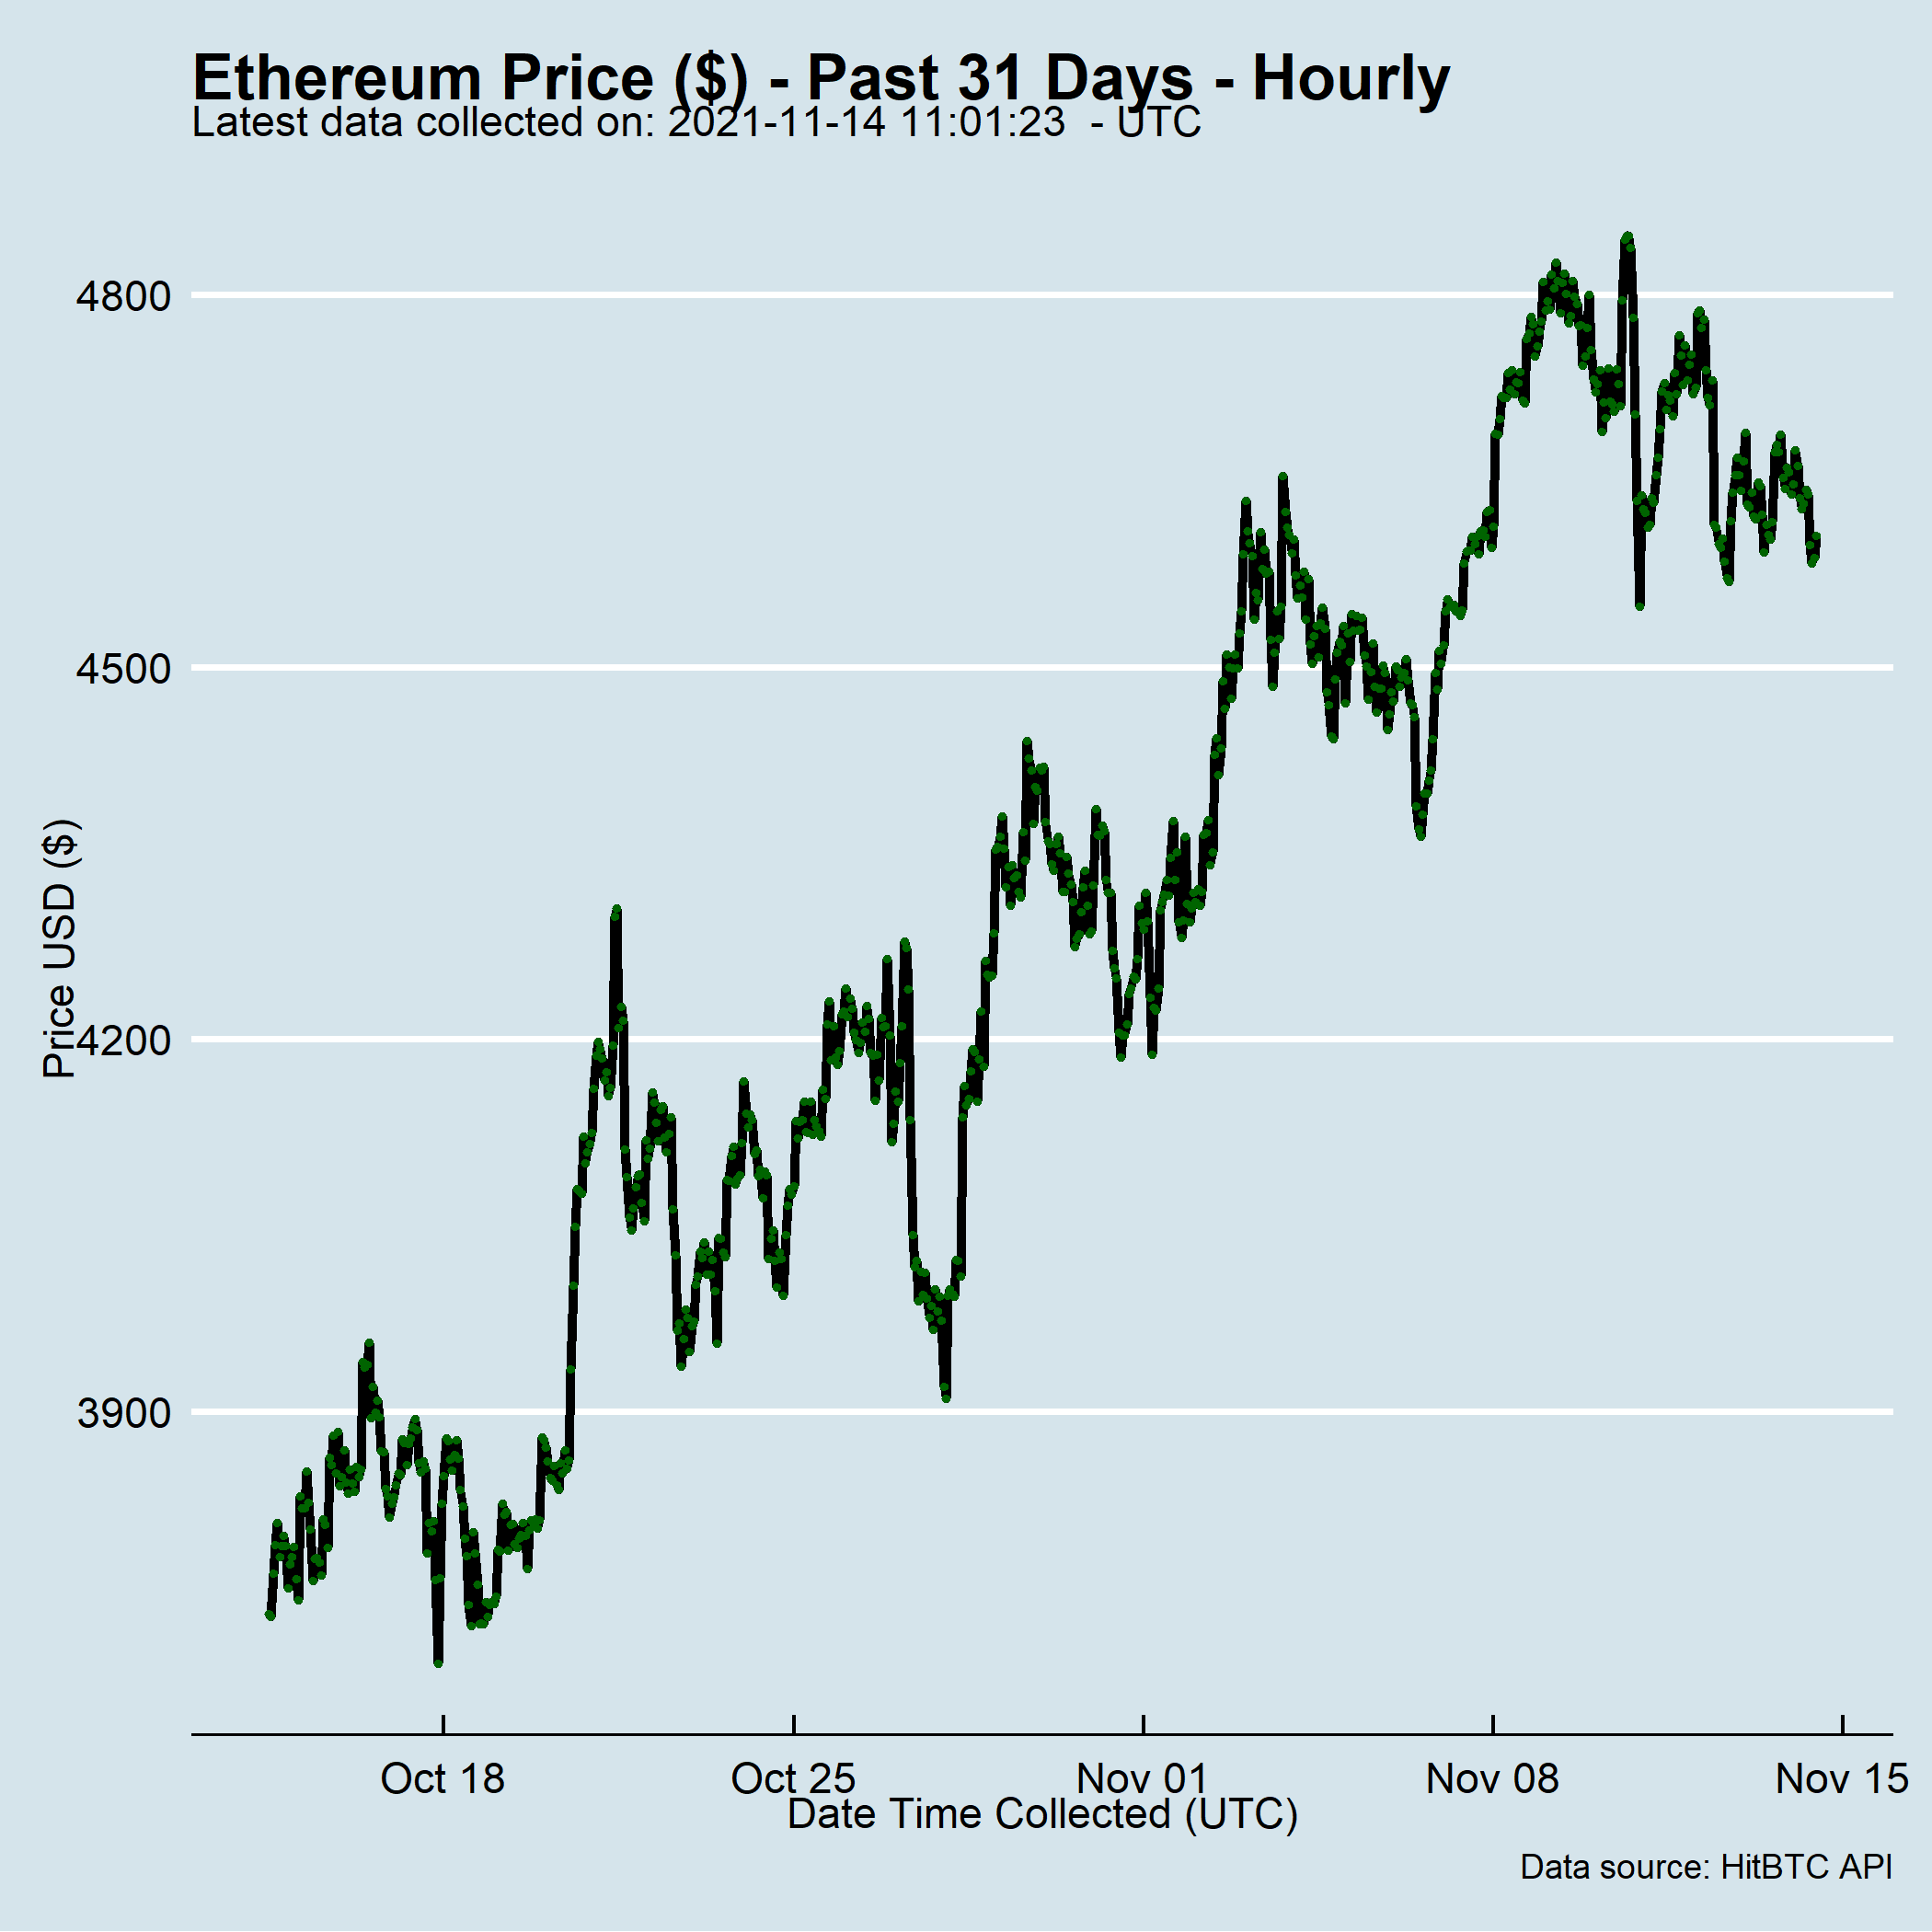 Ethereum Price ($) - Past 31 Days - Hourly
Latest data collected on: 2021-11-14 11:01:23  - UTC
4800
4500
4200
3900
Price USD ($)
Oct 18
Oct 25
Nov 01
Nov 08
Nov 15
Date Time Collected (UTC)
Data source: HitBTC API